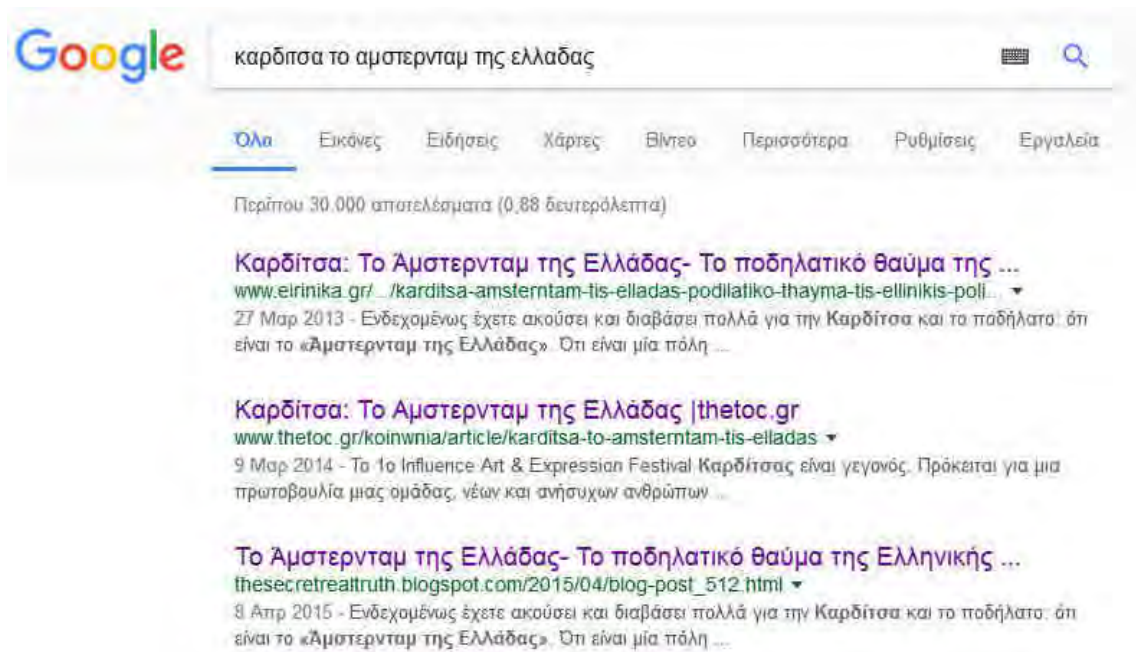 Google
καρδιτσα το αμστερνταμ της ελλαδας
Όλα Εικόνες Ειδήσεις Χάρτες Βίντεο Περισσότερα Ρυθμίσεις Εργαλεία
Περίπου 30.000 αποτελέσματα (0,88 δευτερόλεπτα)
Καρδίτσα: Το Άμστερνταμ της Ελλάδας- Το ποδηλατικό θαύμα της ...
www.eirinika.gr/.../karditsa-amsterntam-tis-elladas-podilatiko-thayma-tis-ellinikis-poli...
27 Μαρ 2013 - Ενδεχομένως έχετε ακούσει και διαβάσει πολλά για την Καρδίτσα και το ποδήλατο: ότι
είναι το «Άμστερνταμ της Ελλάδας». Ότι είναι μία πόλη ...
Καρδίτσα: Το Αμστερνταμ της Ελλάδας |thetoc.gr
www.thetoc.gr/koinwnia/article/karditsa-to-amsterntam-tis-elladas
9 Μαρ 2014 - Το 1ο Influence Art & Expression Festival Καρδίτσας είναι γεγονός. Πρόκειται για μια
πρωτοβουλία μιας ομάδας, νέων και ανήσυχων ανθρώπων ...
Το Άμστερνταμ της Ελλάδας- Το ποδηλατικό θαύμα της Ελληνικής ...
thesecretrealtruth.blogspot.com/2015/04/blog-post_512.html
8 Απρ 2015 - Ενδεχομένως έχετε ακούσει και διαβάσει πολλά για την Καρδίτσα και το ποδήλατο: ότι
είναι το «Άμστερνταμ της Ελλάδας». Ότι είναι μία πόλη ...